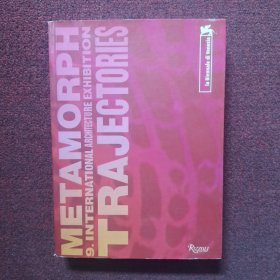 METAMORPH
9. INTERNATIONAL ARCHITECTURE EXHIBITION
TRAJECTORIES
la Biennale di Venezia
Rizzoli